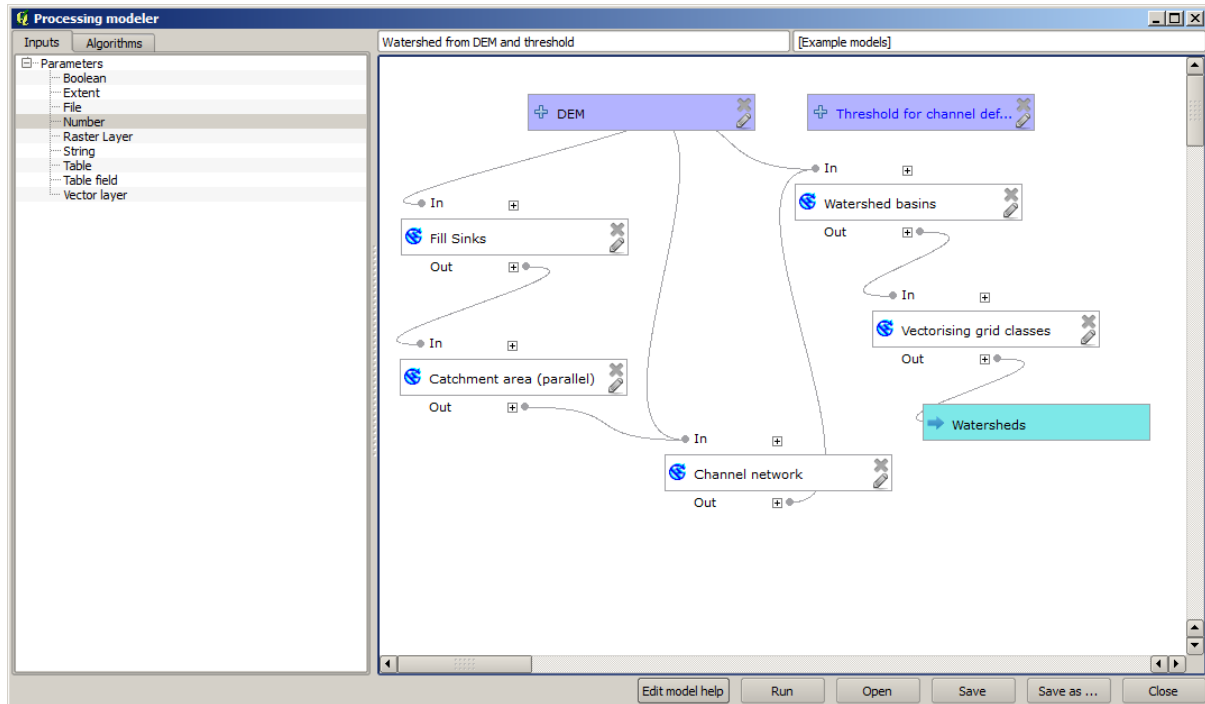 Processing modeler
Inputs
Algorithms
Parameters
Boolean
Extent
File
Number
Raster Layer
String
Table
Table field
Vector layer
Watershed from DEM and threshold
[Example models]
DEM
Threshold for channel def...
In
Watershed basins
Out
In
Fill Sinks
Out
In
Vectorising grid classes
Out
In
Catchment area (parallel)
Out
Watersheds
In
Channel network
Out
Edit model help
Run
Open
Save
Save as ...
Close